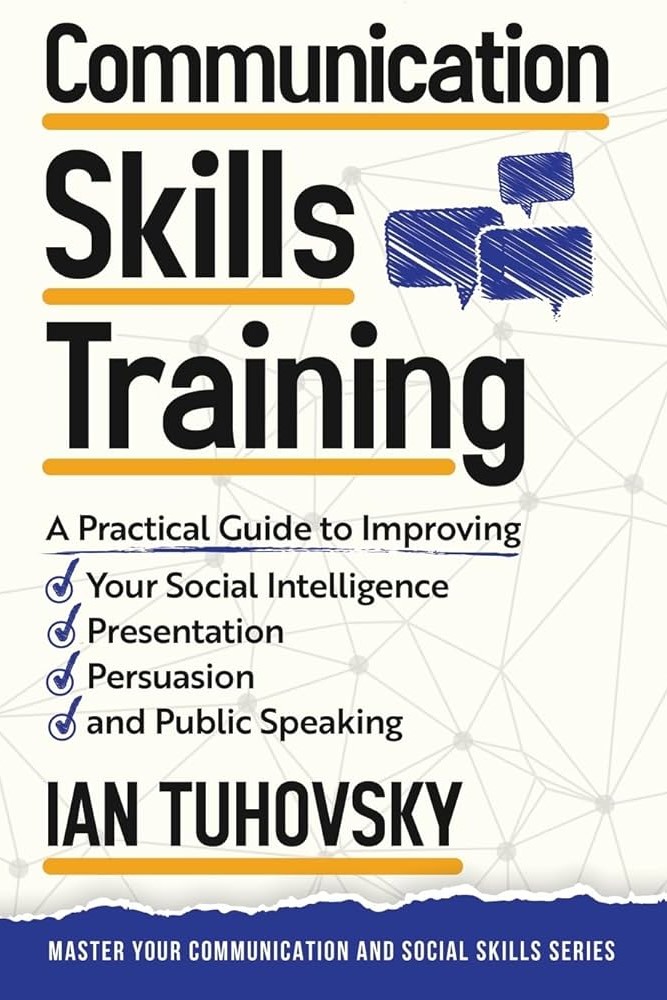 Communication
Skills
Training
A Practical Guide to Improving
Your Social Intelligence
Presentation
Persuasion
and Public Speaking
IAN TUHOVSKY
MASTER YOUR COMMUNICATION AND SOCIAL SKILLS SERIES